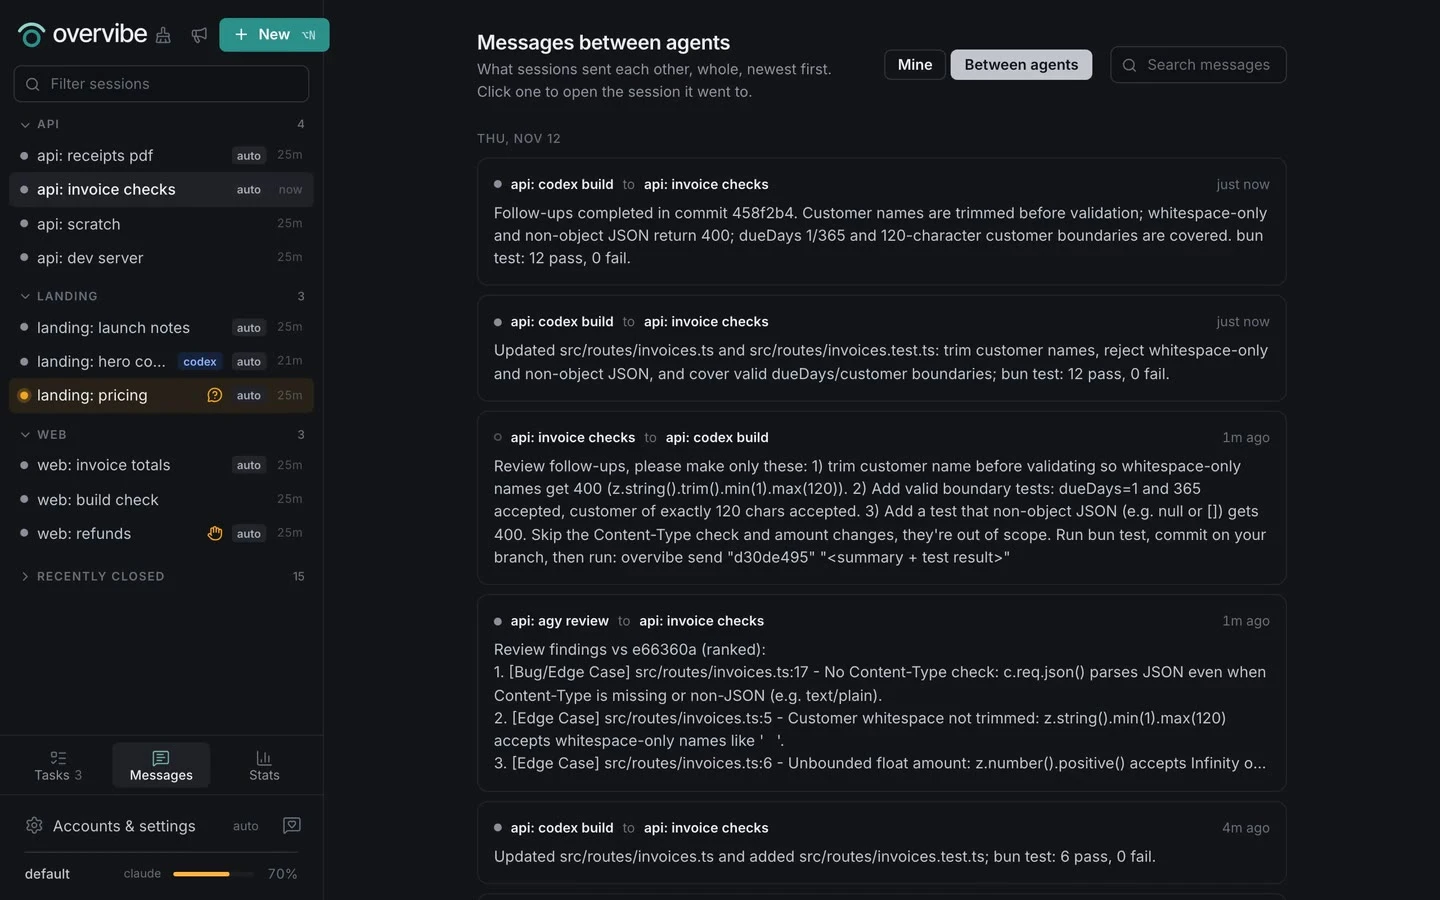 overvibe
+ New ⌥N
Filter sessions
API 4
api: receipts pdf auto 25m
api: invoice checks auto now
api: scratch 25m
api: dev server 25m
LANDING 3
landing: launch notes auto 25m
landing: hero co... codex auto 21m
landing: pricing auto 25m
WEB 3
web: invoice totals auto 25m
web: build check 25m
web: refunds auto 25m
RECENTLY CLOSED 15
Tasks 3
Messages
Stats
Accounts & settings auto
default claude 70%
Messages between agents
What sessions sent each other, whole, newest first.
Click one to open the session it went to.
Mine
Between agents
Search messages
THU, NOV 12
api: codex build to api: invoice checks just now
Follow-ups completed in commit 458f2b4. Customer names are trimmed before validation; whitespace-only
and non-object JSON return 400; dueDays 1/365 and 120-character customer boundaries are covered. bun
test: 12 pass, 0 fail.
api: codex build to api: invoice checks just now
Updated src/routes/invoices.ts and src/routes/invoices.test.ts: trim customer names, reject whitespace-only
and non-object JSON, and cover valid dueDays/customer boundaries; bun test: 12 pass, 0 fail.
api: invoice checks to api: codex build 1m ago
Review follow-ups, please make only these: 1) trim customer name before validating so whitespace-only
names get 400 (z.string().trim().min(1).max(120)). 2) Add valid boundary tests: dueDays=1 and 365
accepted, customer of exactly 120 chars accepted. 3) Add a test that non-object JSON (e.g. null or []) gets
400. Skip the Content-Type check and amount changes, they're out of scope. Run bun test, commit on your
branch, then run: overvibe send "d30de495" "<summary + test result>"
api: agy review to api: invoice checks 1m ago
Review findings vs e66360a (ranked):
1. [Bug/Edge Case] src/routes/invoices.ts:17 - No Content-Type check: c.req.json() parses JSON even when
Content-Type is missing or non-JSON (e.g. text/plain).
2. [Edge Case] src/routes/invoices.ts:5 - Customer whitespace not trimmed: z.string().min(1).max(120)
accepts whitespace-only names like '   '.
3. [Edge Case] src/routes/invoices.ts:6 - Unbounded float amount: z.number().positive() accepts Infinity o...
api: codex build to api: invoice checks 4m ago
Updated src/routes/invoices.ts and added src/routes/invoices.test.ts; bun test: 6 pass, 0 fail.